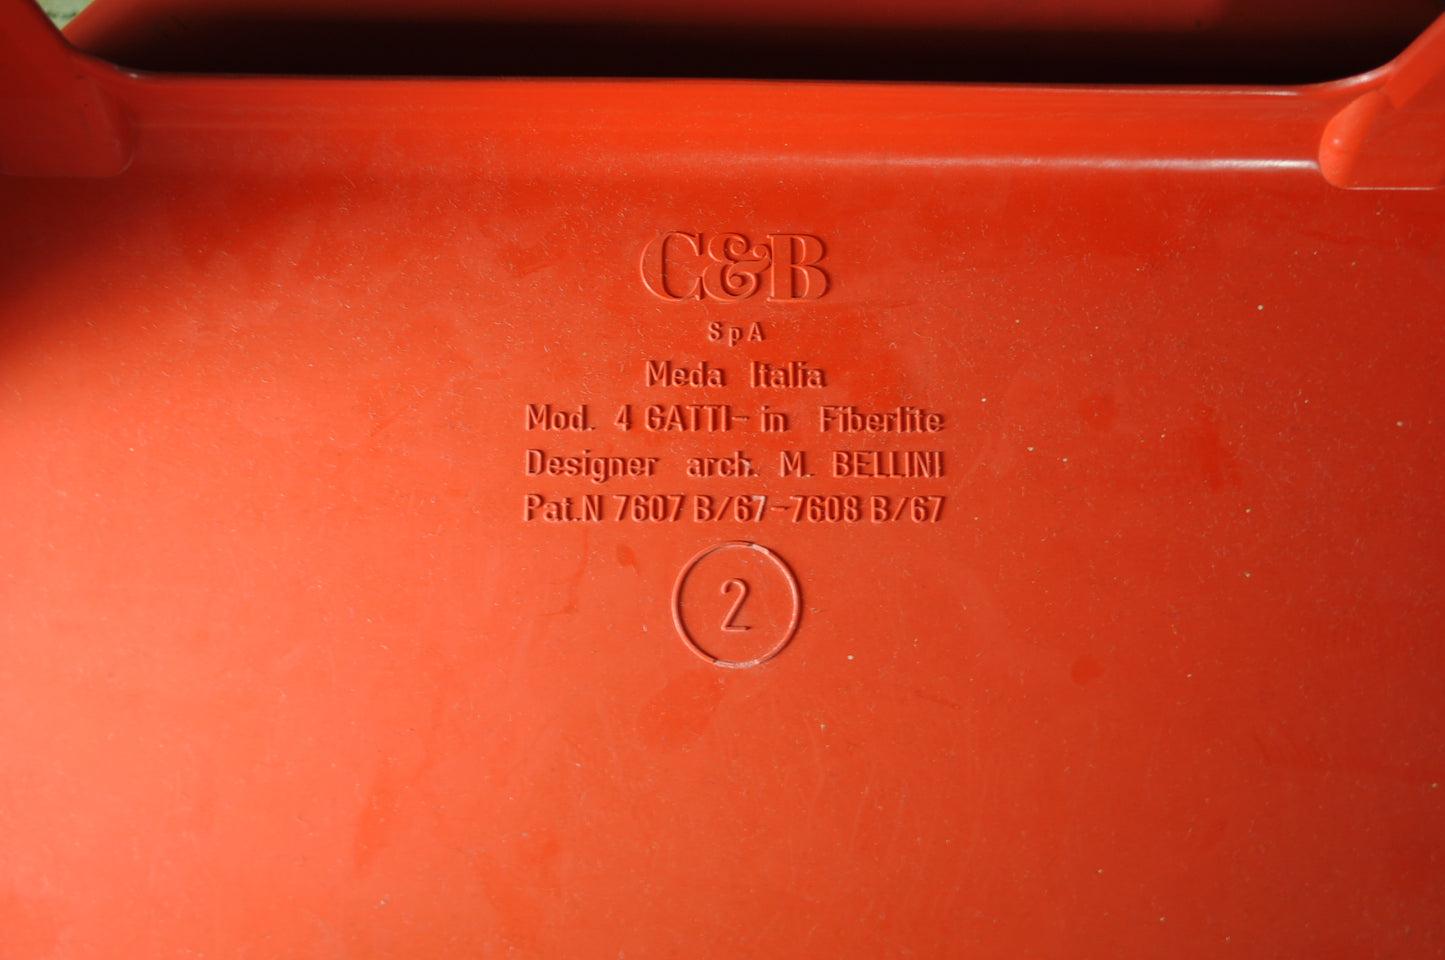 C&B
SpA
Meda Italia
Mod. 4 GATTI-in Fiberlite
Designer arch. M. BELLINI
Pat.N 7607 B/67-7608 B/67
2